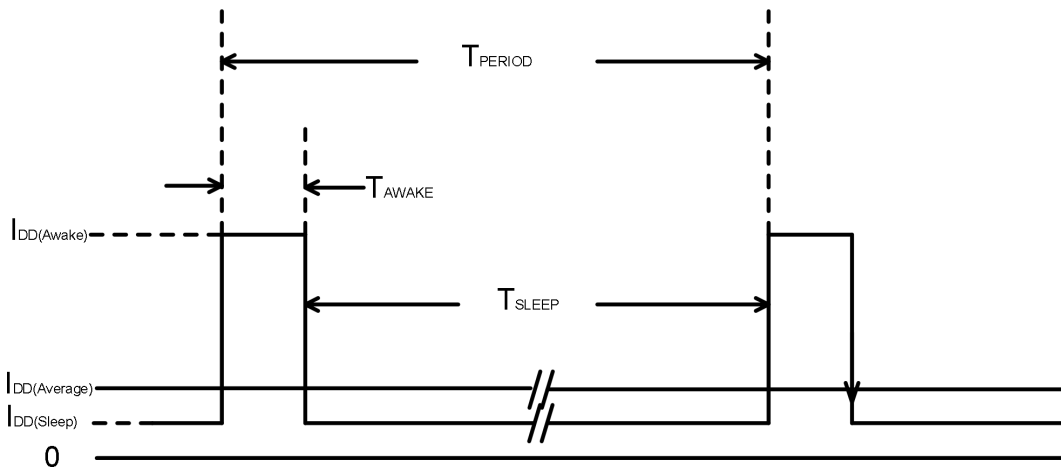 TPERIOD
TAWAKE
IDD(Awake)
TSLEEP
IDD(Average)
IDD(Sleep)
0